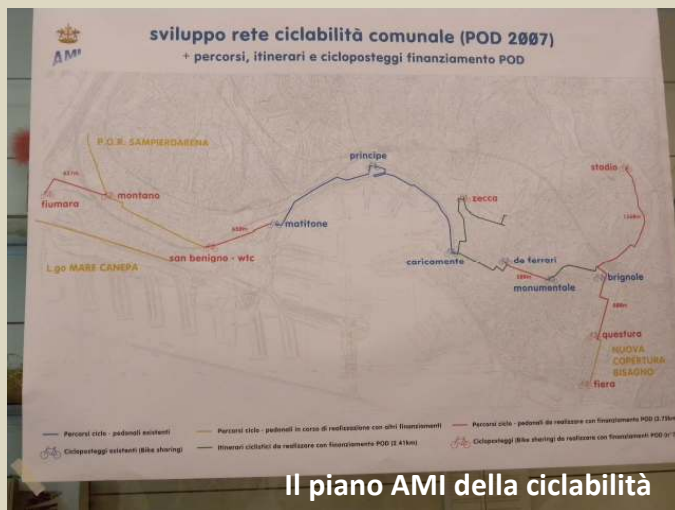 AMI
sviluppo rete ciclabilità comunale (POD 2007)
+ percorsi, itinerari e cicloposteggi finanziamento POD
P.O.R. SAMPIERDARENA
principe
stadio
fiumara
montano
zecca
matitone
L.go MARE CANEPA
san benigno - wtc
caricamento
de ferrari
monumentale
brignole
questura
NUOVA
COPERTURA
BISAGNO
fiera
Percorsi ciclo - pedonali esistenti
Percorsi ciclo - pedonali in corso di realizzazione con altri finanziamenti
Percorsi ciclo - pedonali da realizzare con finanziamento POD
Cicloposteggi esistenti (Bike sharing)
Itinerari ciclistici da realizzare con finanziamento POD (2.41km)
Cicloposteggi (Bike sharing) da realizzare con finanziamenti POD
Il piano AMI della ciclabilità